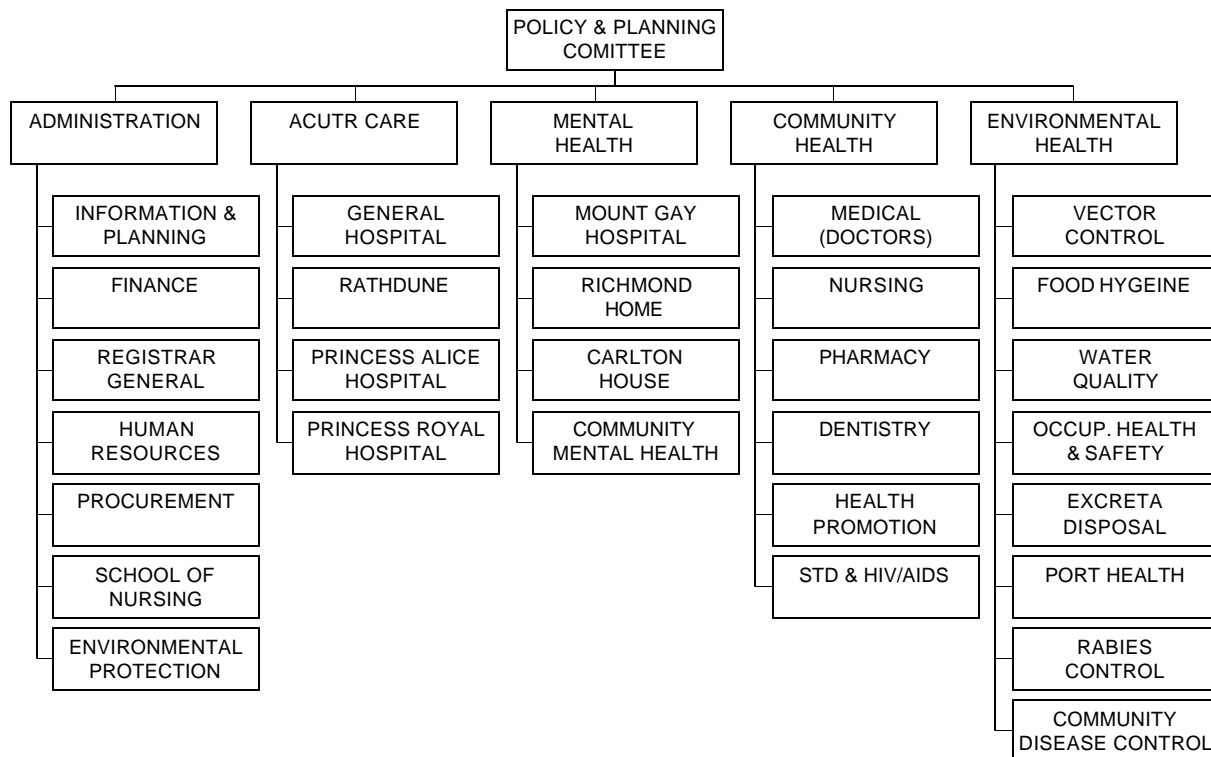 POLICY & PLANNING
COMITTEE
ADMINISTRATION
ACUTR CARE
MENTAL
HEALTH
COMMUNITY
HEALTH
ENVIRONMENTAL
HEALTH
INFORMATION &
PLANNING
FINANCE
REGISTRAR
GENERAL
HUMAN
RESOURCES
PROCUREMENT
SCHOOL OF
NURSING
ENVIRONMENTAL
PROTECTION
GENERAL
HOSPITAL
RATHDUNE
PRINCESS ALICE
HOSPITAL
PRINCESS ROYAL
HOSPITAL
MOUNT GAY
HOSPITAL
RICHMOND
HOME
CARLTON
HOUSE
COMMUNITY
MENTAL HEALTH
MEDICAL
(DOCTORS)
NURSING
PHARMACY
DENTISTRY
HEALTH
PROMOTION
STD & HIV/AIDS
VECTOR
CONTROL
FOOD HYGEINE
WATER
QUALITY
OCCUP. HEALTH
& SAFETY
EXCRETA
DISPOSAL
PORT HEALTH
RABIES
CONTROL
COMMUNITY
DISEASE CONTROL